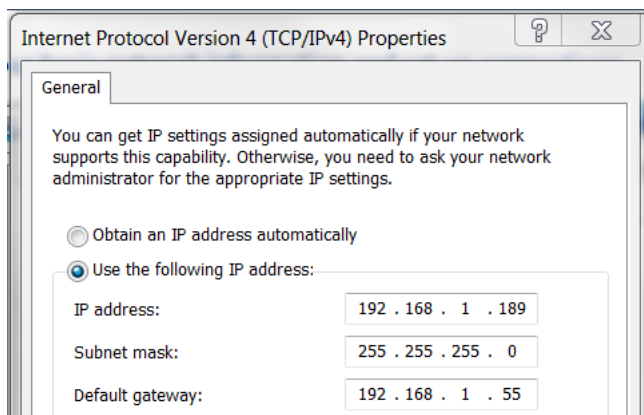 Internet Protocol Version 4 (TCP/IPv4) Properties
General
You can get IP settings assigned automatically if your network
supports this capability. Otherwise, you need to ask your network
administrator for the appropriate IP settings.
Obtain an IP address automatically
Use the following IP address:
IP address: 192 . 168 . 1 . 189
Subnet mask: 255 . 255 . 255 . 0
Default gateway: 192 . 168 . 1 . 55